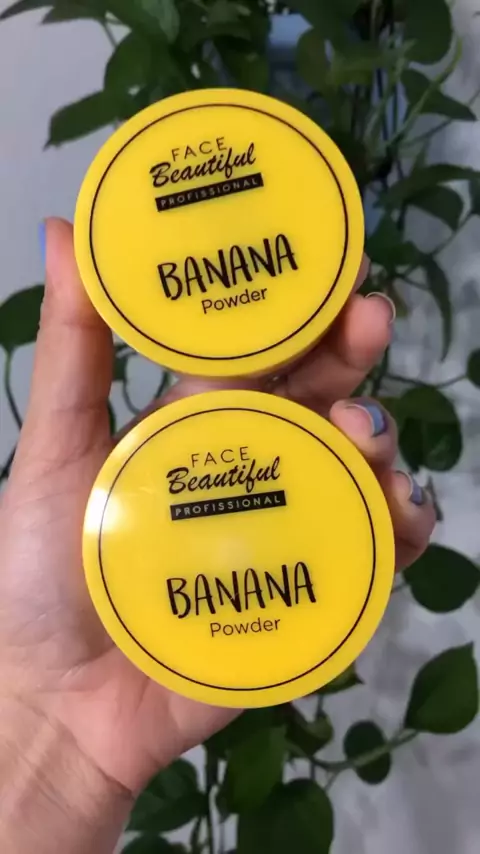 FACE
Beautiful
PROFISSIONAL
BANANA
Powder
FACE
Beautiful
PROFISSIONAL
BANANA
Powder